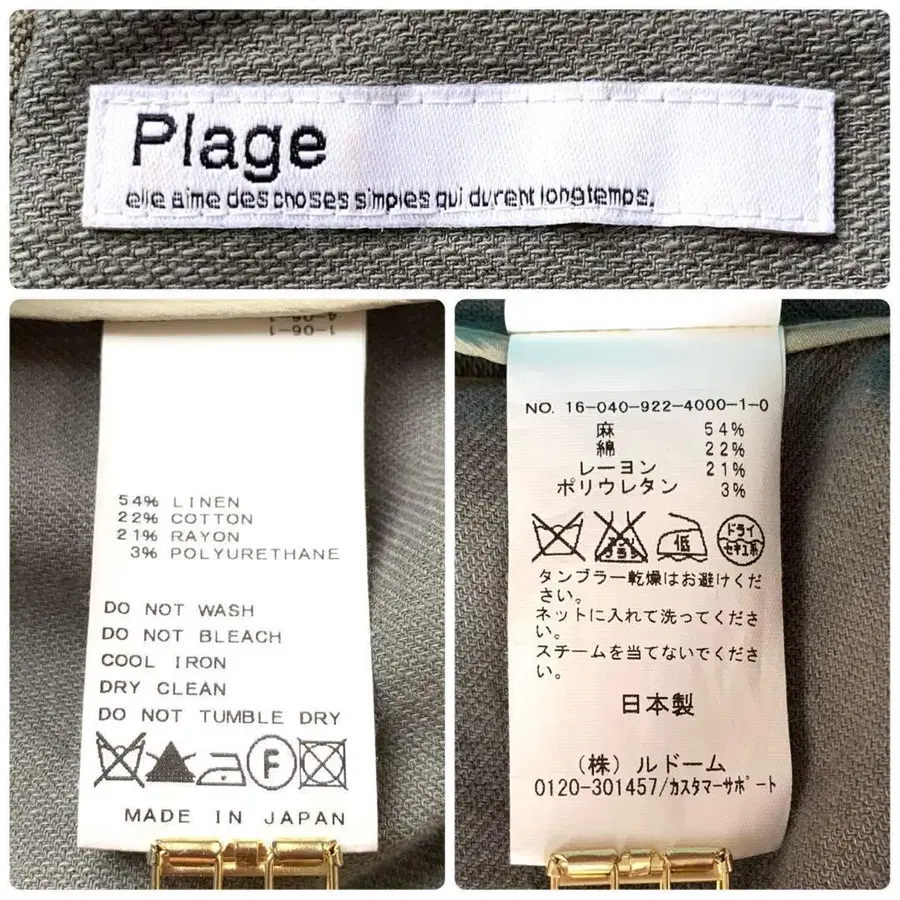 Plage
elle aime des choses simples qui durent longtemps.
54% LINEN
22% COTTON
21% RAYON
3% POLYURETHANE
DO NOT WASH
DO NOT BLEACH
COOL IRON
DRY CLEAN
DO NOT TUMBLE DRY
F
MADE IN JAPAN
NO. 16-040-922-4000-1-0
麻 54%
綿 22%
レーヨン 21%
ポリウレタン 3%
エンソサラシ 低 ドライ セキユ系
タンブラー乾燥はお避けくだ
さい。
ネットに入れて洗ってくださ
い。
スチームを当てないでくださ
い。
日本製
(株) ルドーム
0120-301457/カスタマーサポート